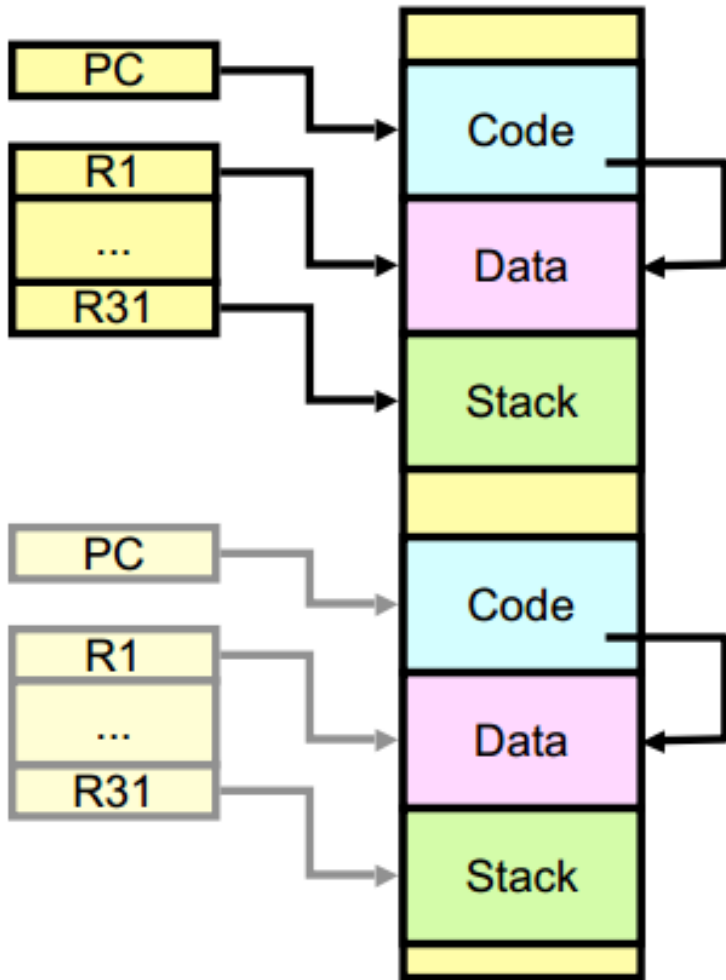 PC
Code
R1
...
Data
R31
Stack
PC
Code
R1
...
Data
R31
Stack